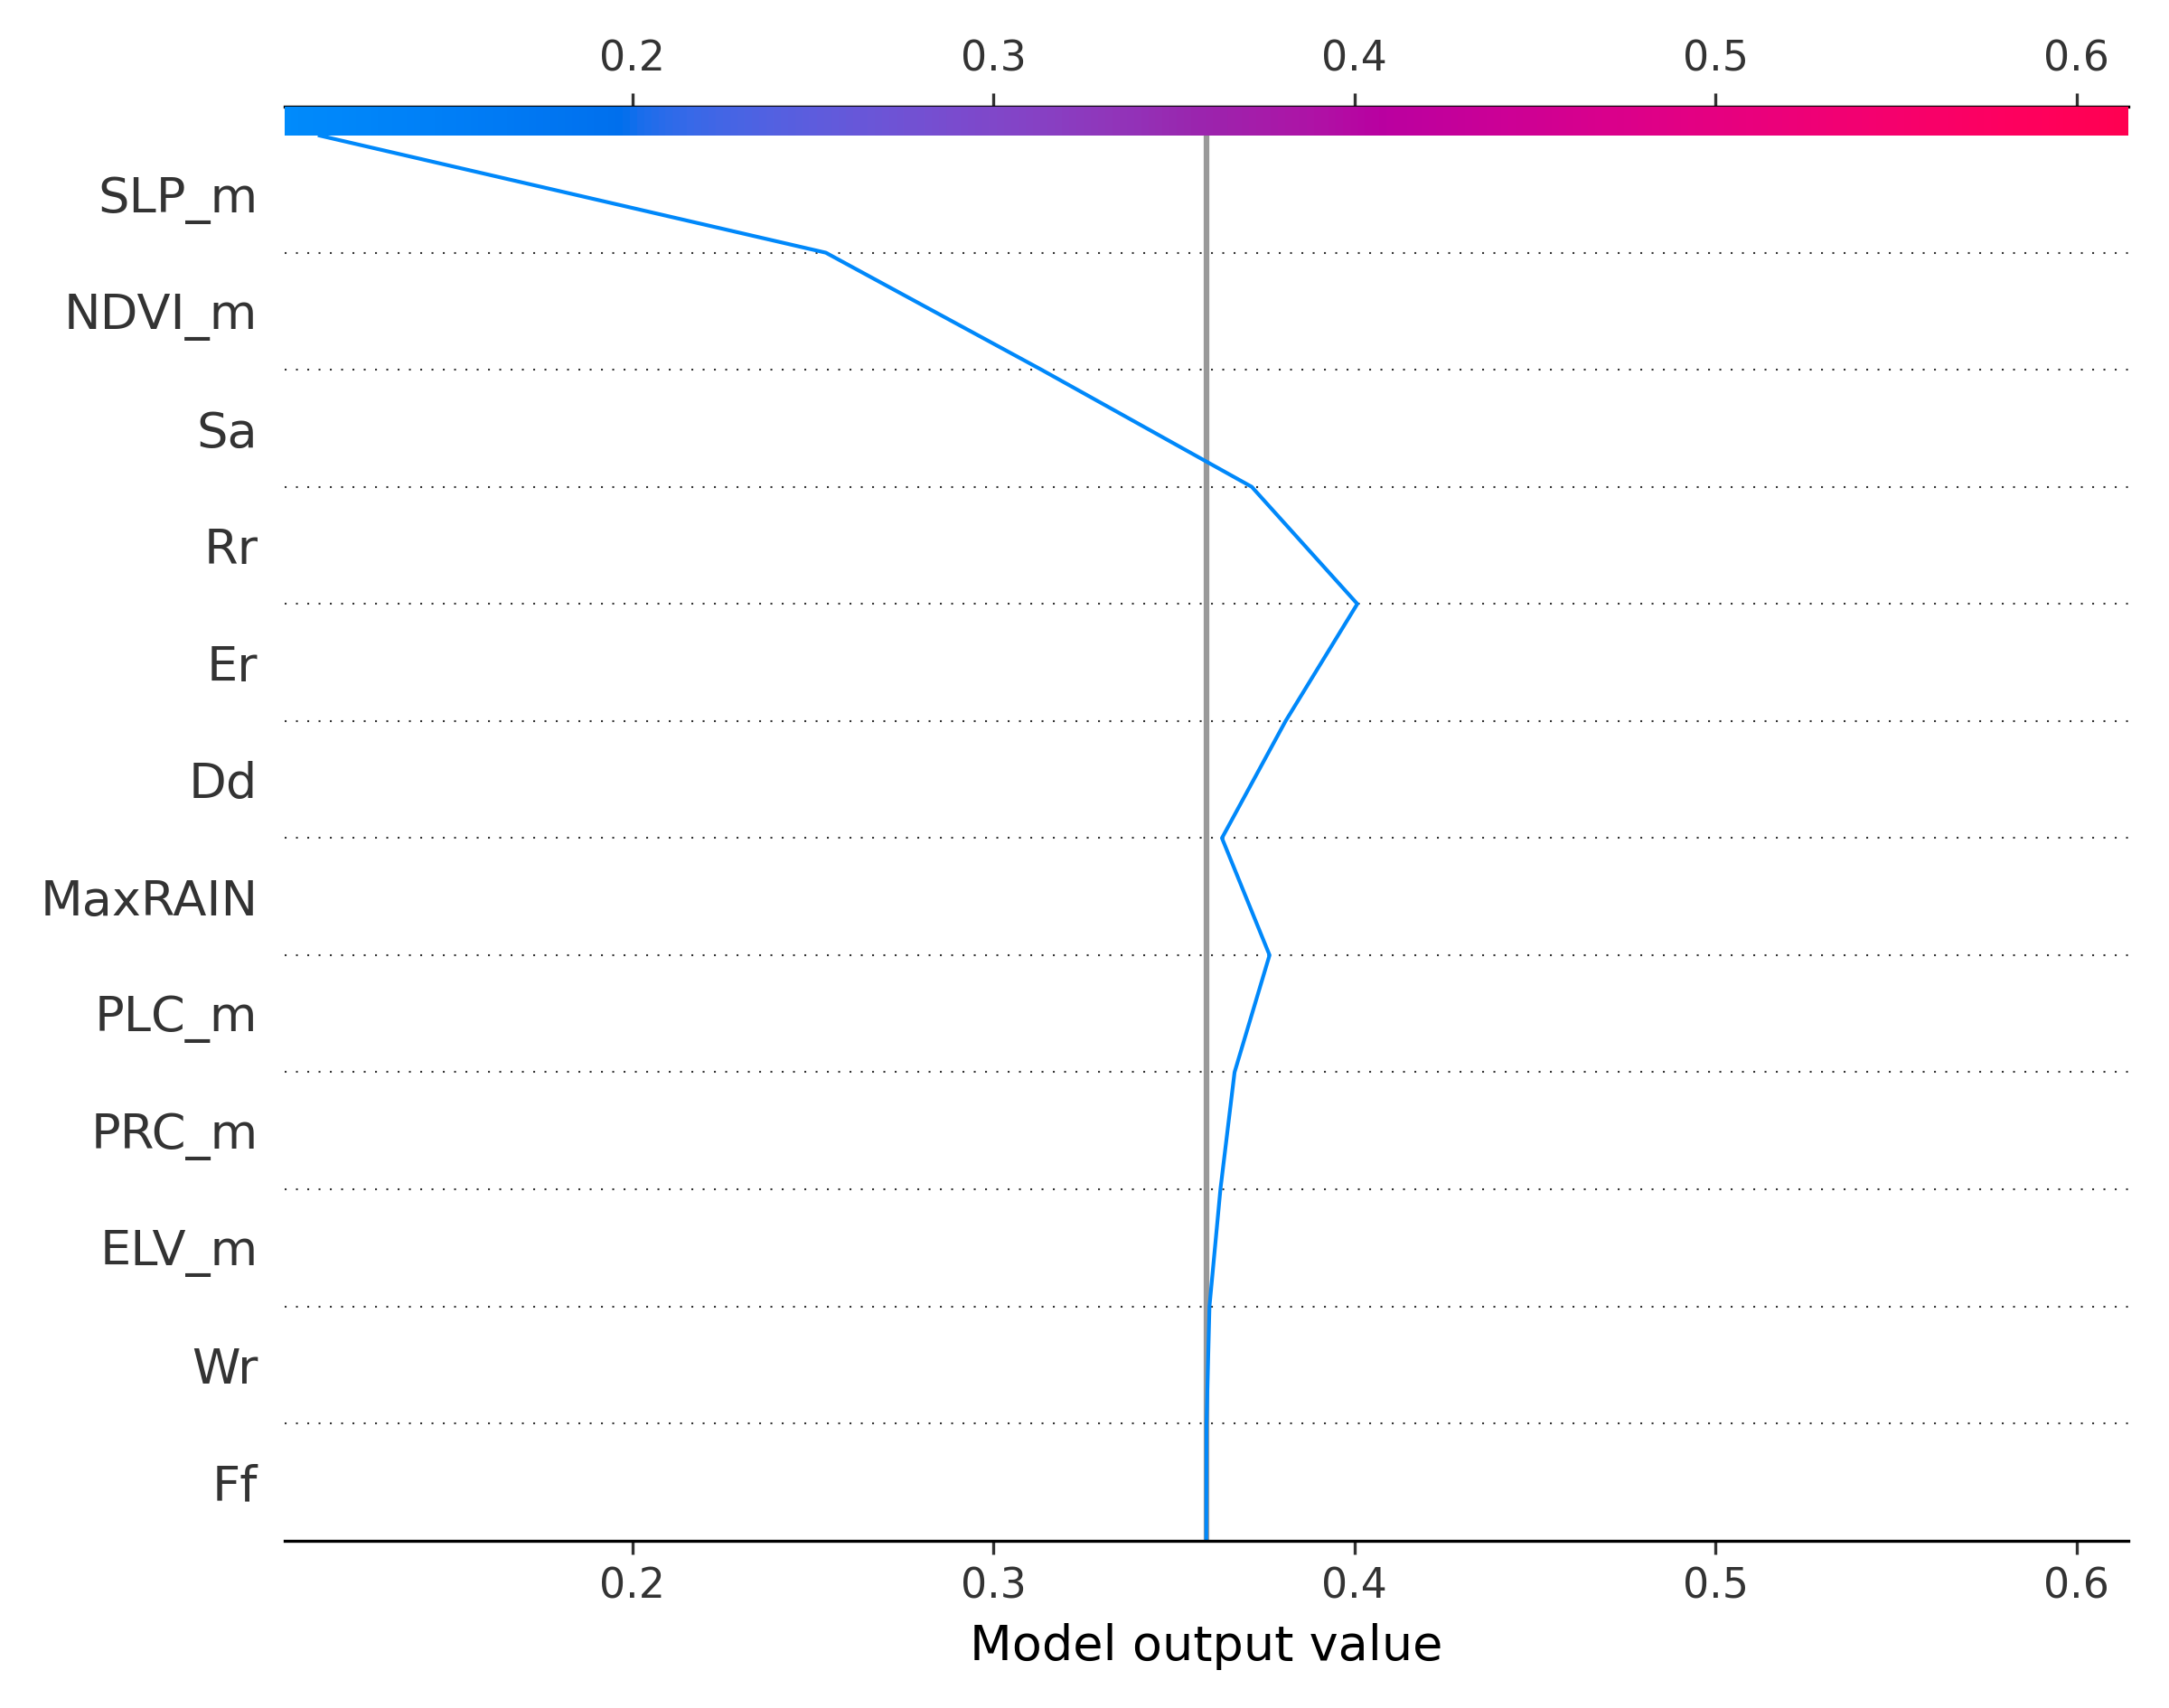 0.2 0.3 0.4 0.5 0.6
SLP_m
NDVI_m
Sa
Rr
Er
Dd
MaxRAIN
PLC_m
PRC_m
ELV_m
Wr
Ff
0.2 0.3 0.4 0.5 0.6
Model output value